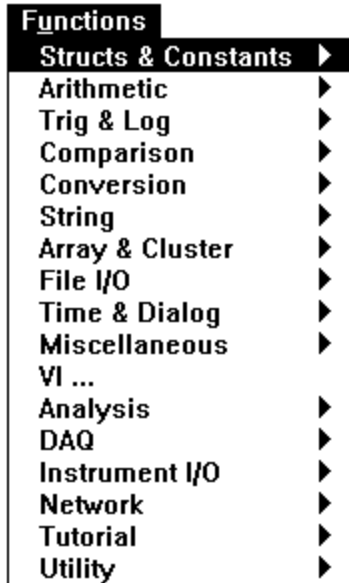 Functions
Structs & Constants
Arithmetic
Trig & Log
Comparison
Conversion
String
Array & Cluster
File I/O
Time & Dialog
Miscellaneous
VI ...
Analysis
DAQ
Instrument I/O
Network
Tutorial
Utility